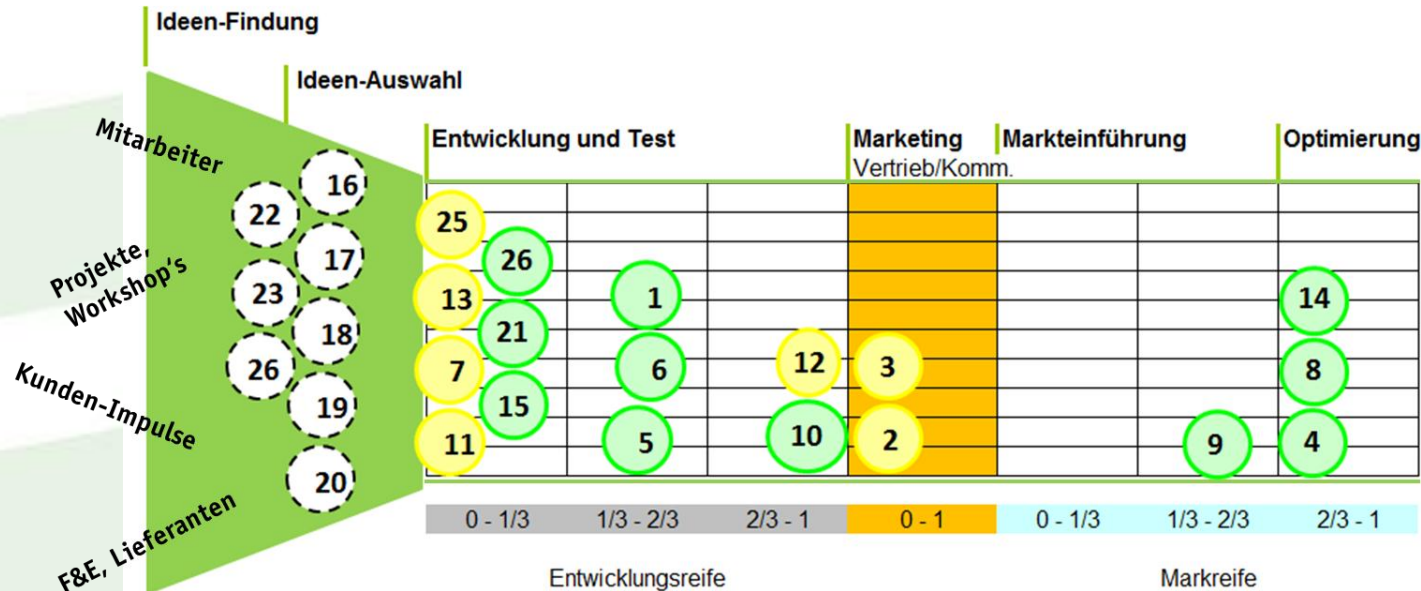 Ideen-Findung
Ideen-Auswahl
Entwicklung und Test
Marketing
Vertrieb/Komm.
Markteinführung
Optimierung
Mitarbeiter
Projekte,
Workshop's
Kunden-Impulse
F&E, Lieferanten
16
22
17
23
18
26
19
20
25
26
13
1
14
21
7
6
12
3
8
15
11
5
10
2
9
4
0 - 1/3
1/3 - 2/3
2/3 - 1
0 - 1
0 - 1/3
1/3 - 2/3
2/3 - 1
Entwicklungsreife
Markreife